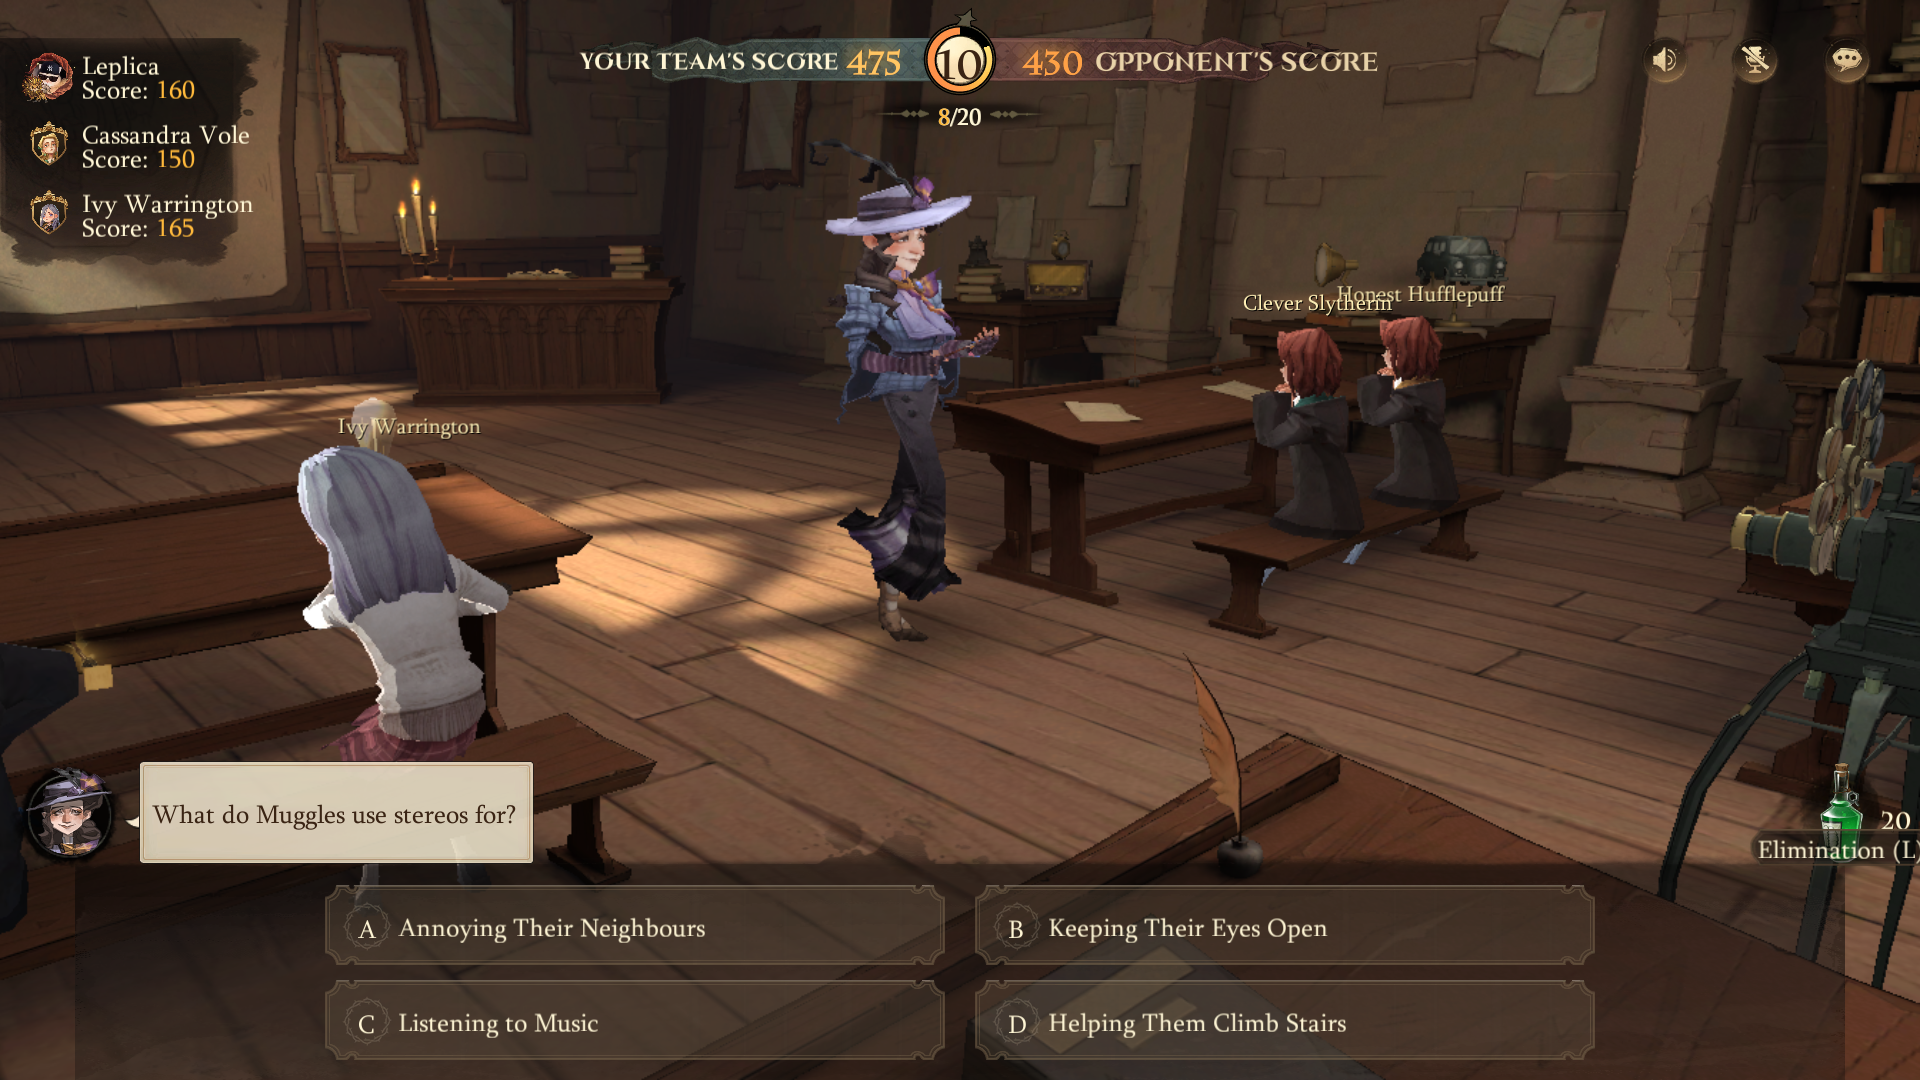 YOUR TEAM'S SCORE 475 10 430 OPPONENT'S SCORE
8/20
Leplica
Score: 160
Cassandra Vole
Score: 150
Ivy Warrington
Score: 165
Honest Hufflepuff
Clever Slytherin
Ivy Warrington
What do Muggles use stereos for?
20
Elimination (L)
A Annoying Their Neighbours
B Keeping Their Eyes Open
C Listening to Music
D Helping Them Climb Stairs